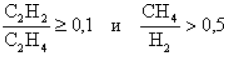 C₂H₂/C₂H₄ ≥ 0,1 и CH₄/H₂ > 0,5